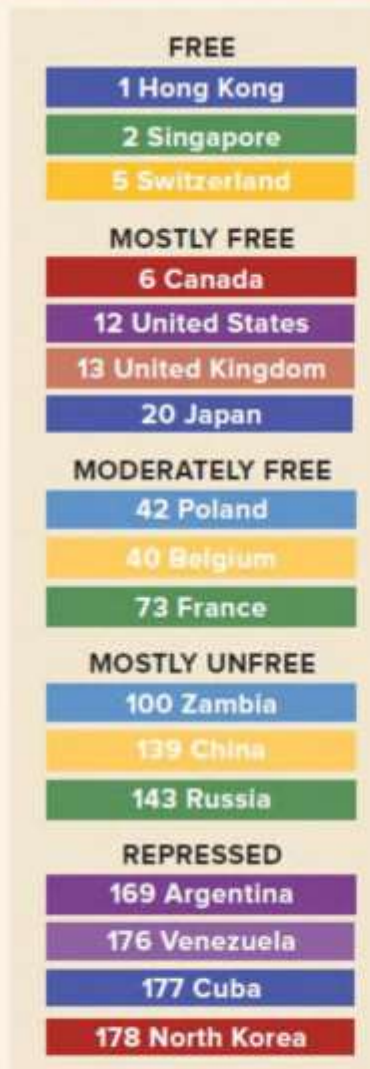 FREE
1 Hong Kong
2 Singapore
5 Switzerland
MOSTLY FREE
6 Canada
12 United States
13 United Kingdom
20 Japan
MODERATELY FREE
42 Poland
40 Belgium
73 France
MOSTLY UNFREE
100 Zambia
139 China
143 Russia
REPRESSED
169 Argentina
176 Venezuela
177 Cuba
178 North Korea